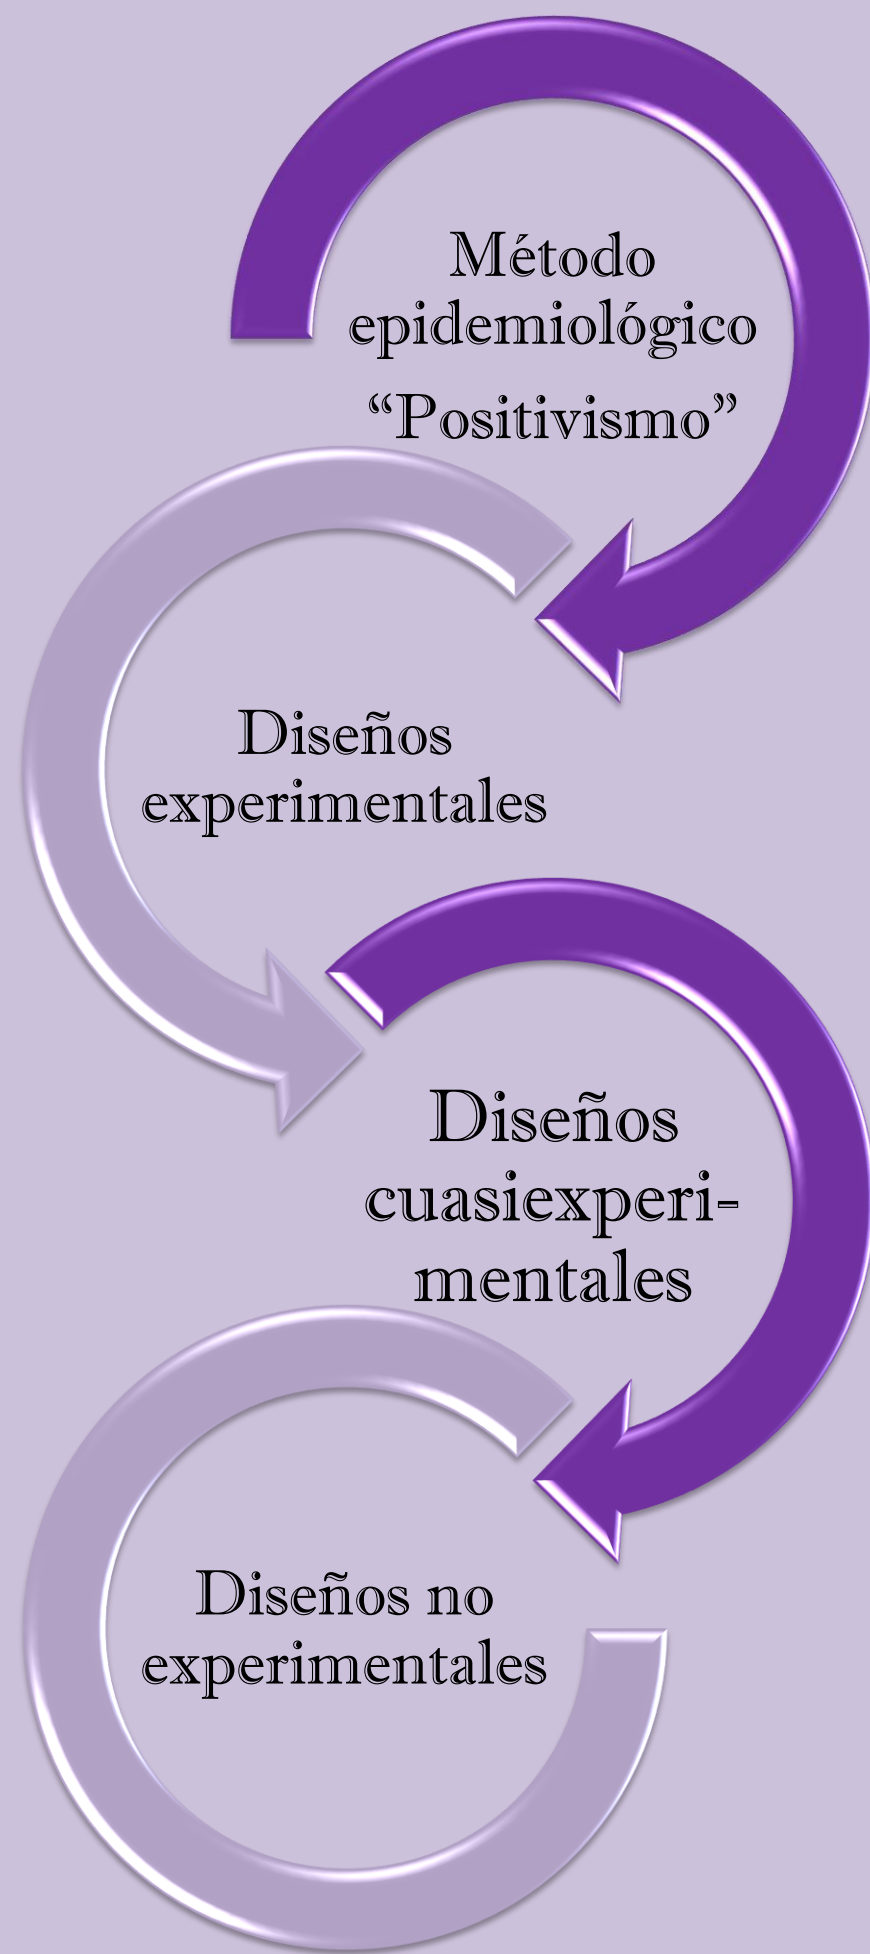 Método
epidemiológico
“Positivismo”
Diseños
experimentales
Diseños
cuasiexperi-
mentales
Diseños no
experimentales